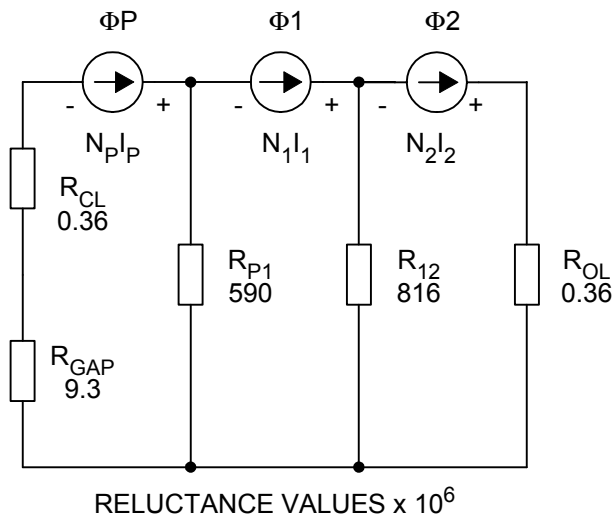 ΦP Φ1 Φ2
- + - + - +
NPIP N1I1 N2I2
RCL
0.36
RP1
590
R12
816
ROL
0.36
RGAP
9.3
RELUCTANCE VALUES x 10^6